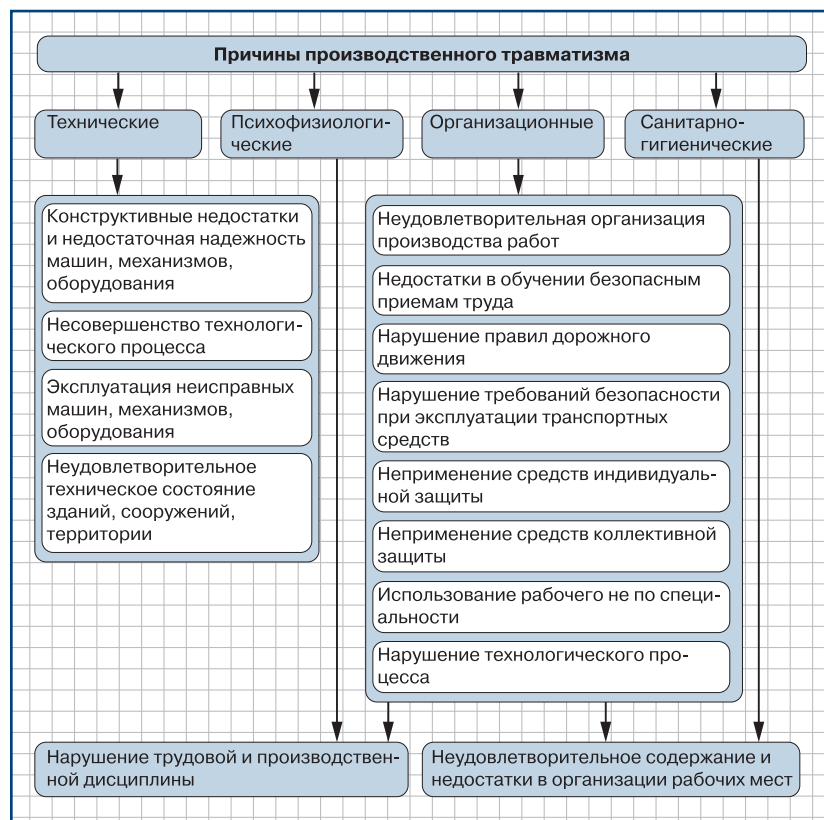 Причины производственного травматизма
Технические
Психофизиологи-
ческие
Организационные
Санитарно-
гигиенические
Конструктивные недостатки
и недостаточная надежность
машин, механизмов,
оборудования
Несовершенство технологи-
ческого процесса
Эксплуатация неисправных
машин, механизмов,
оборудования
Неудовлетворительное
техническое состояние
зданий, сооружений,
территории
Неудовлетворительная организация
производства работ
Недостатки в обучении безопасным
приемам труда
Нарушение правил дорожного
движения
Нарушение требований безопасности
при эксплуатации транспортных
средств
Неприменение средств индивидуаль-
ной защиты
Неприменение средств коллективной
защиты
Использование рабочего не по специ-
альности
Нарушение технологического про-
цесса
Нарушение трудовой и производствен-
ной дисциплины
Неудовлетворительное содержание и
недостатки в организации рабочих мест